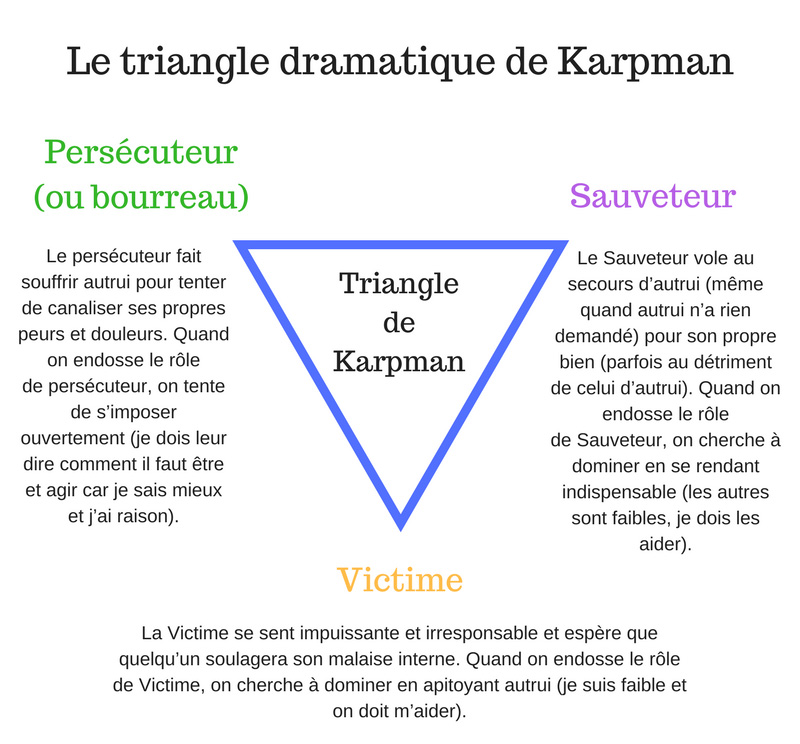 Le triangle dramatique de Karpman
Persécuteur
(ou bourreau)
Le persécuteur fait
souffrir autrui pour tenter
de canaliser ses propres
peurs et douleurs. Quand
on endosse le rôle
de persécuteur, on tente
de s’imposer
ouvertement (je dois leur
dire comment il faut être
et agir car je sais mieux
et j’ai raison).
Triangle
de
Karpman
Sauveteur
Le Sauveteur vole au
secours d’autrui (même
quand autrui n’a rien
demandé) pour son propre
bien (parfois au détriment
de celui d’autrui). Quand on
endosse le rôle
de Sauveteur, on cherche à
dominer en se rendant
indispensable (les autres
sont faibles, je dois les
aider).
Victime
La Victime se sent impuissante et irresponsable et espère que
quelqu’un soulagera son malaise interne. Quand on endosse le rôle
de Victime, on cherche à dominer en apitoyant autrui (je suis faible et
on doit m’aider).